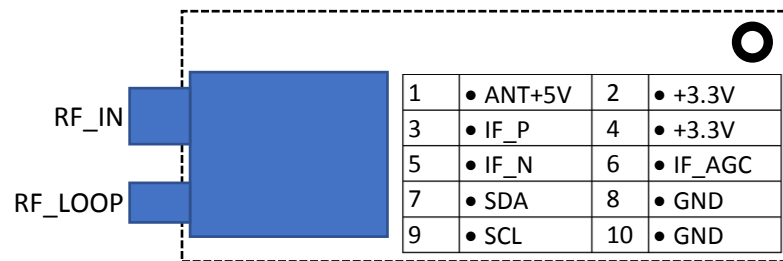 RF_IN
RF_LOOP
1 • ANT+5V 2 • +3.3V
3 • IF_P 4 • +3.3V
5 • IF_N 6 • IF_AGC
7 • SDA 8 • GND
9 • SCL 10 • GND